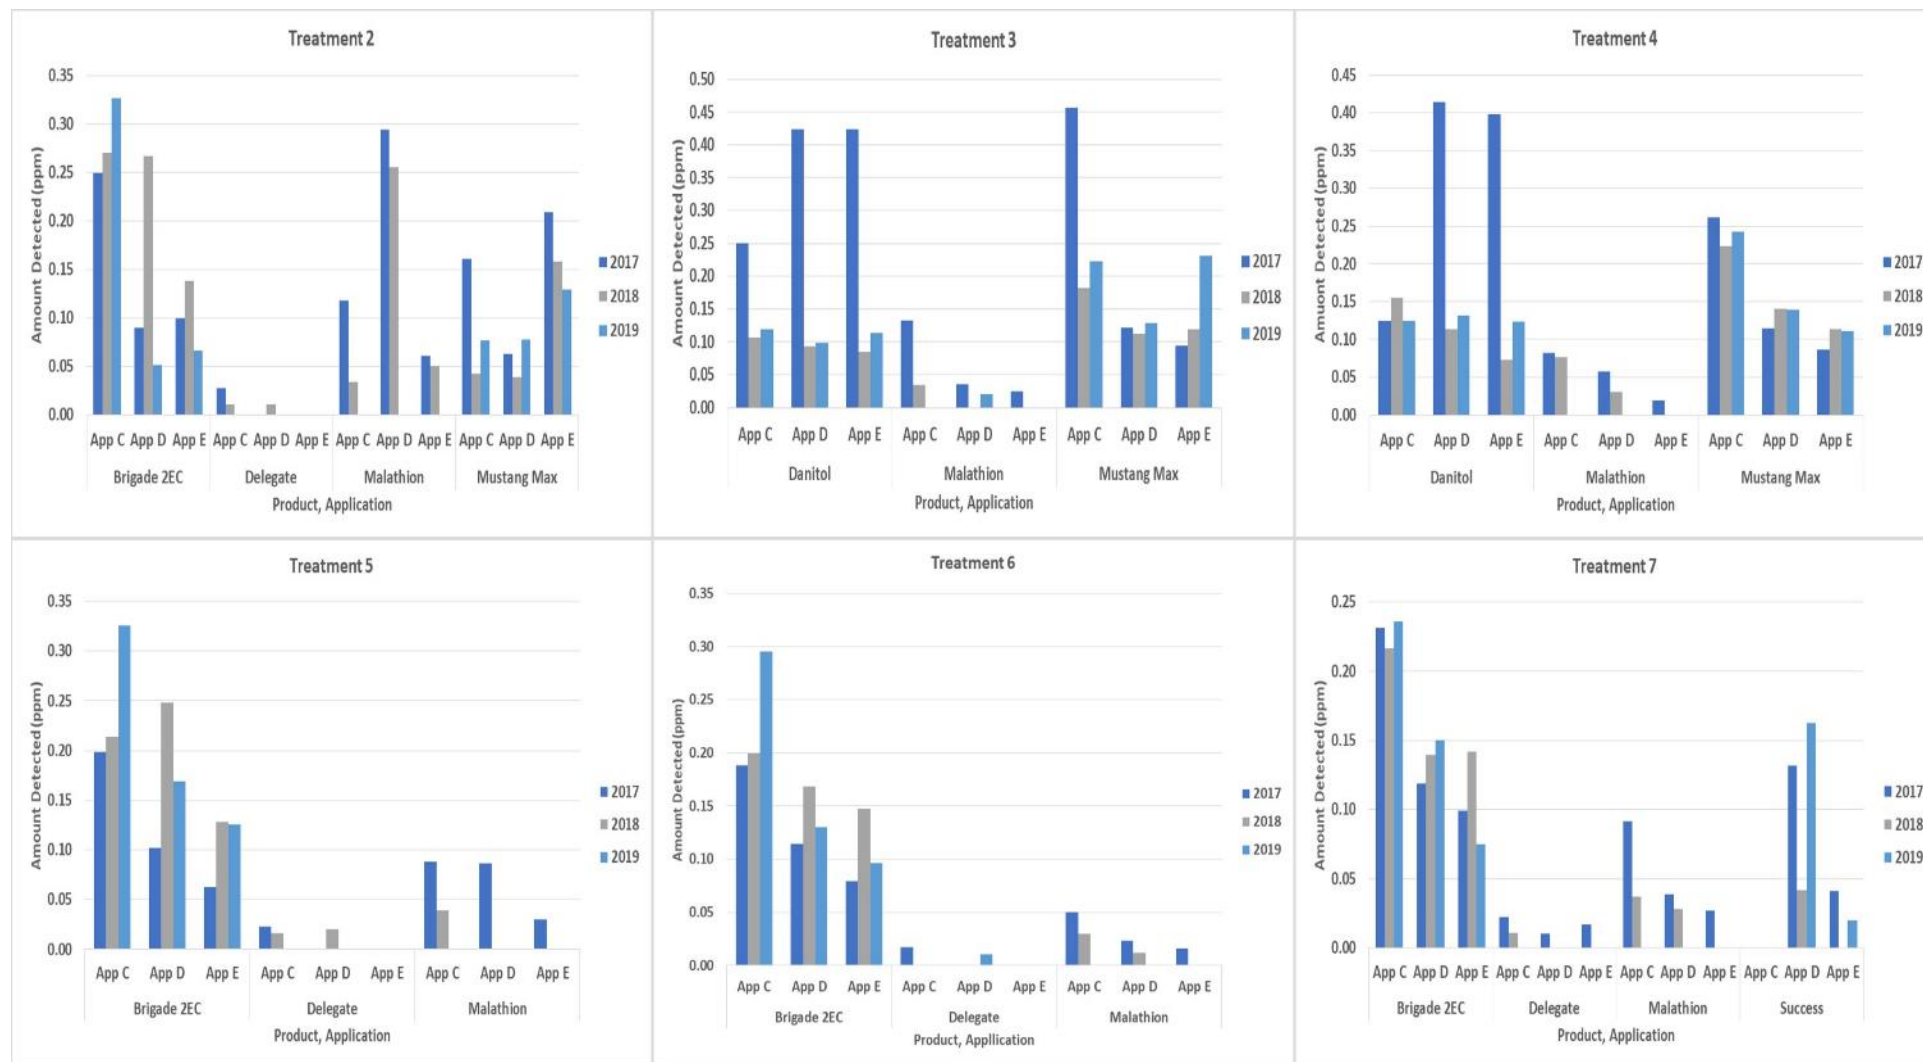 Treatment 2
Amount Detected (ppm)
0.35
0.30
0.25
0.20
0.15
0.10
0.05
0.00
App C App D App E App C App D App E App C App D App E App C App D App E
Brigade 2EC Delegate Malathion Mustang Max
Product, Application
2017
2018
2019
Treatment 3
Amount Detected (ppm)
0.50
0.45
0.40
0.35
0.30
0.25
0.20
0.15
0.10
0.05
0.00
App C App D App E App C App D App E App C App D App E
Danitol Malathion Mustang Max
Product, Application
2017
2018
2019
Treatment 4
Amuont Detected (ppm)
0.45
0.40
0.35
0.30
0.25
0.20
0.15
0.10
0.05
0.00
App C App D App E App C App D App E App C App D App E
Danitol Malathion Mustang Max
Product, Application
2017
2018
2019
Treatment 5
Amount Detected (ppm)
0.35
0.30
0.25
0.20
0.15
0.10
0.05
0.00
App C App D App E App C App D App E App C App D App E
Brigade 2EC Delegate Malathion
Product, Application
2017
2018
2019
Treatment 6
Amount Detected (ppm)
0.35
0.30
0.25
0.20
0.15
0.10
0.05
0.00
App C App D App E App C App D App E App C App D App E
Brigade 2EC Delegate Malathion
Product, Appllication
2017
2018
2019
Treatment 7
Amount Detected (ppm)
0.25
0.20
0.15
0.10
0.05
0.00
App C App D App E App C App D App E App C App D App E App C App D App E
Brigade 2EC Delegate Malathion Success
Product, Application
2017
2018
2019